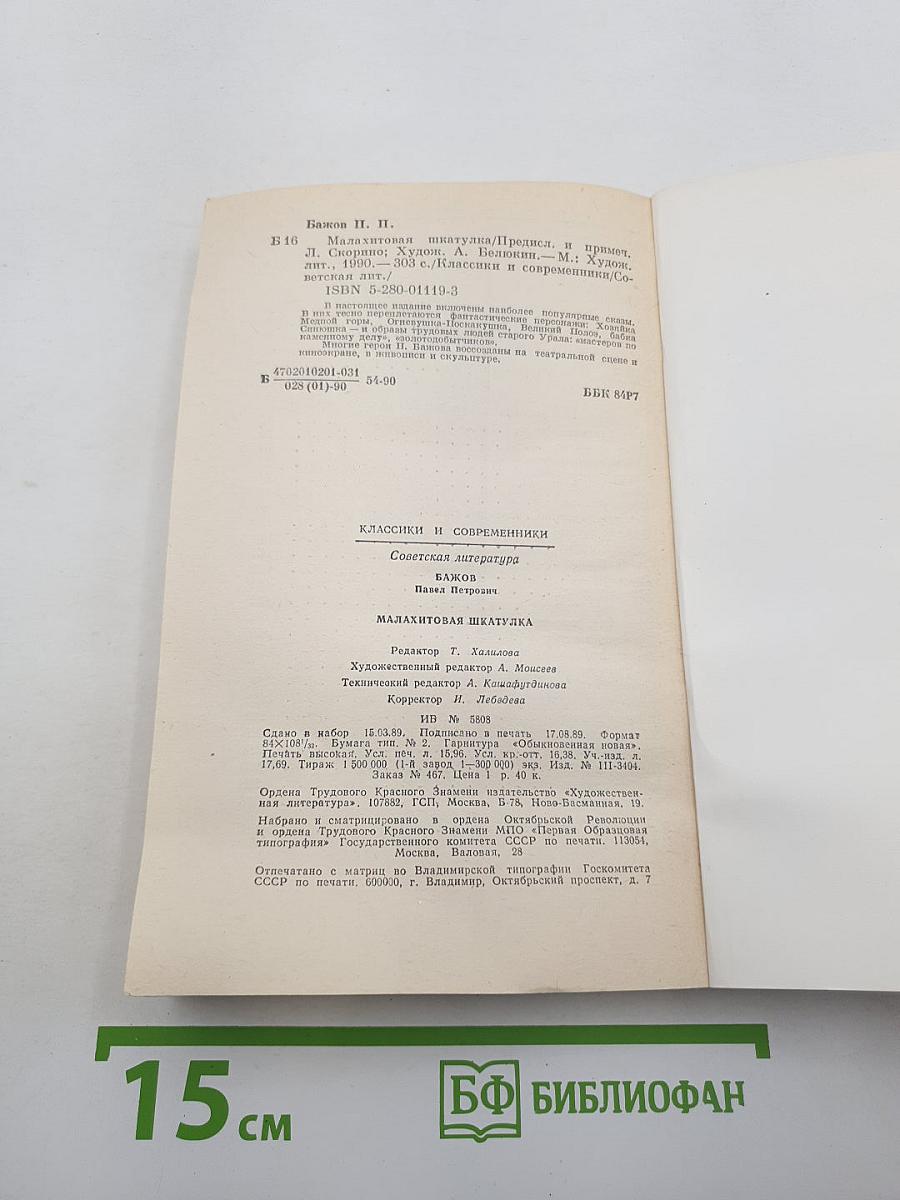 Бажов П. П.
Б 16 Малахитовая шкатулка/Предисл. и примеч.
Л. Скорино; Худож. А. Белюкин.— М.: Худож.
лит., 1990.— 303 с./Классики и современники/Со-
ветская лит./
ISBN 5-280-01119-3
В настоящее издание включены наиболее популярные сказы.
В них тесно переплетаются фантастические персонажи: Хозяйка
Медной горы, Огневушка-Поскакушка, Великий Полоз, бабка
Синюшка — и образы трудовых людей старого Урала: «мастеров по
каменному делу», «золотодобытчиков».
Многие герои П. Бажова воссозданы на театральной сцене и
киноэкране, в живописи и скульптуре.
Б 4702010201-031
028 (01)-90 54-90
ББК 84Р7
КЛАССИКИ И СОВРЕМЕННИКИ
Советская литература
БАЖОВ
Павел Петрович
МАЛАХИТОВАЯ ШКАТУЛКА
Редактор Т. Халилова
Художественный редактор А. Моисеев
Технический редактор А. Кашафутдинова
Корректор И. Лебедева
ИБ № 5808
Сдано в набор 15.03.89. Подписано в печать 17.08.89. Формат
84×108¹/₃₂. Бумага тип. № 2. Гарнитура «Обыкновенная новая».
Печать высокая. Усл. печ. л. 15,96. Усл. кр.-отт. 16,38. Уч.-изд. л.
17,69. Тираж 1 500 000 (1-й завод 1—300 000) экз. Изд. № III-3404.
Заказ № 467. Цена 1 р. 40 к.
Ордена Трудового Красного Знамени издательство «Художествен-
ная литература». 107882, ГСП, Москва, Б-78, Ново-Басманная, 19.
Набрано и сматрицировано в ордена Октябрьской Революции
и ордена Трудового Красного Знамени МПО «Первая Образцовая
типография» Государственного комитета СССР по печати. 113054,
Москва, Валовая, 28
Отпечатано с матриц во Владимирской типографии Госкомитета
СССР по печати. 600000, г. Владимир, Октябрьский проспект, д. 7
15 см
БФ БИБЛИОФАН